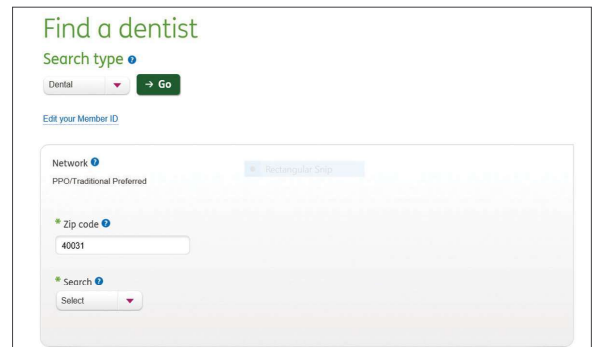 Find a dentist
Search type ?
Dental
→ Go
Edit your Member ID
Network ?
Rectangular Snip
PPO/Traditional Preferred
* Zip code ?
40031
* Search ?
Select